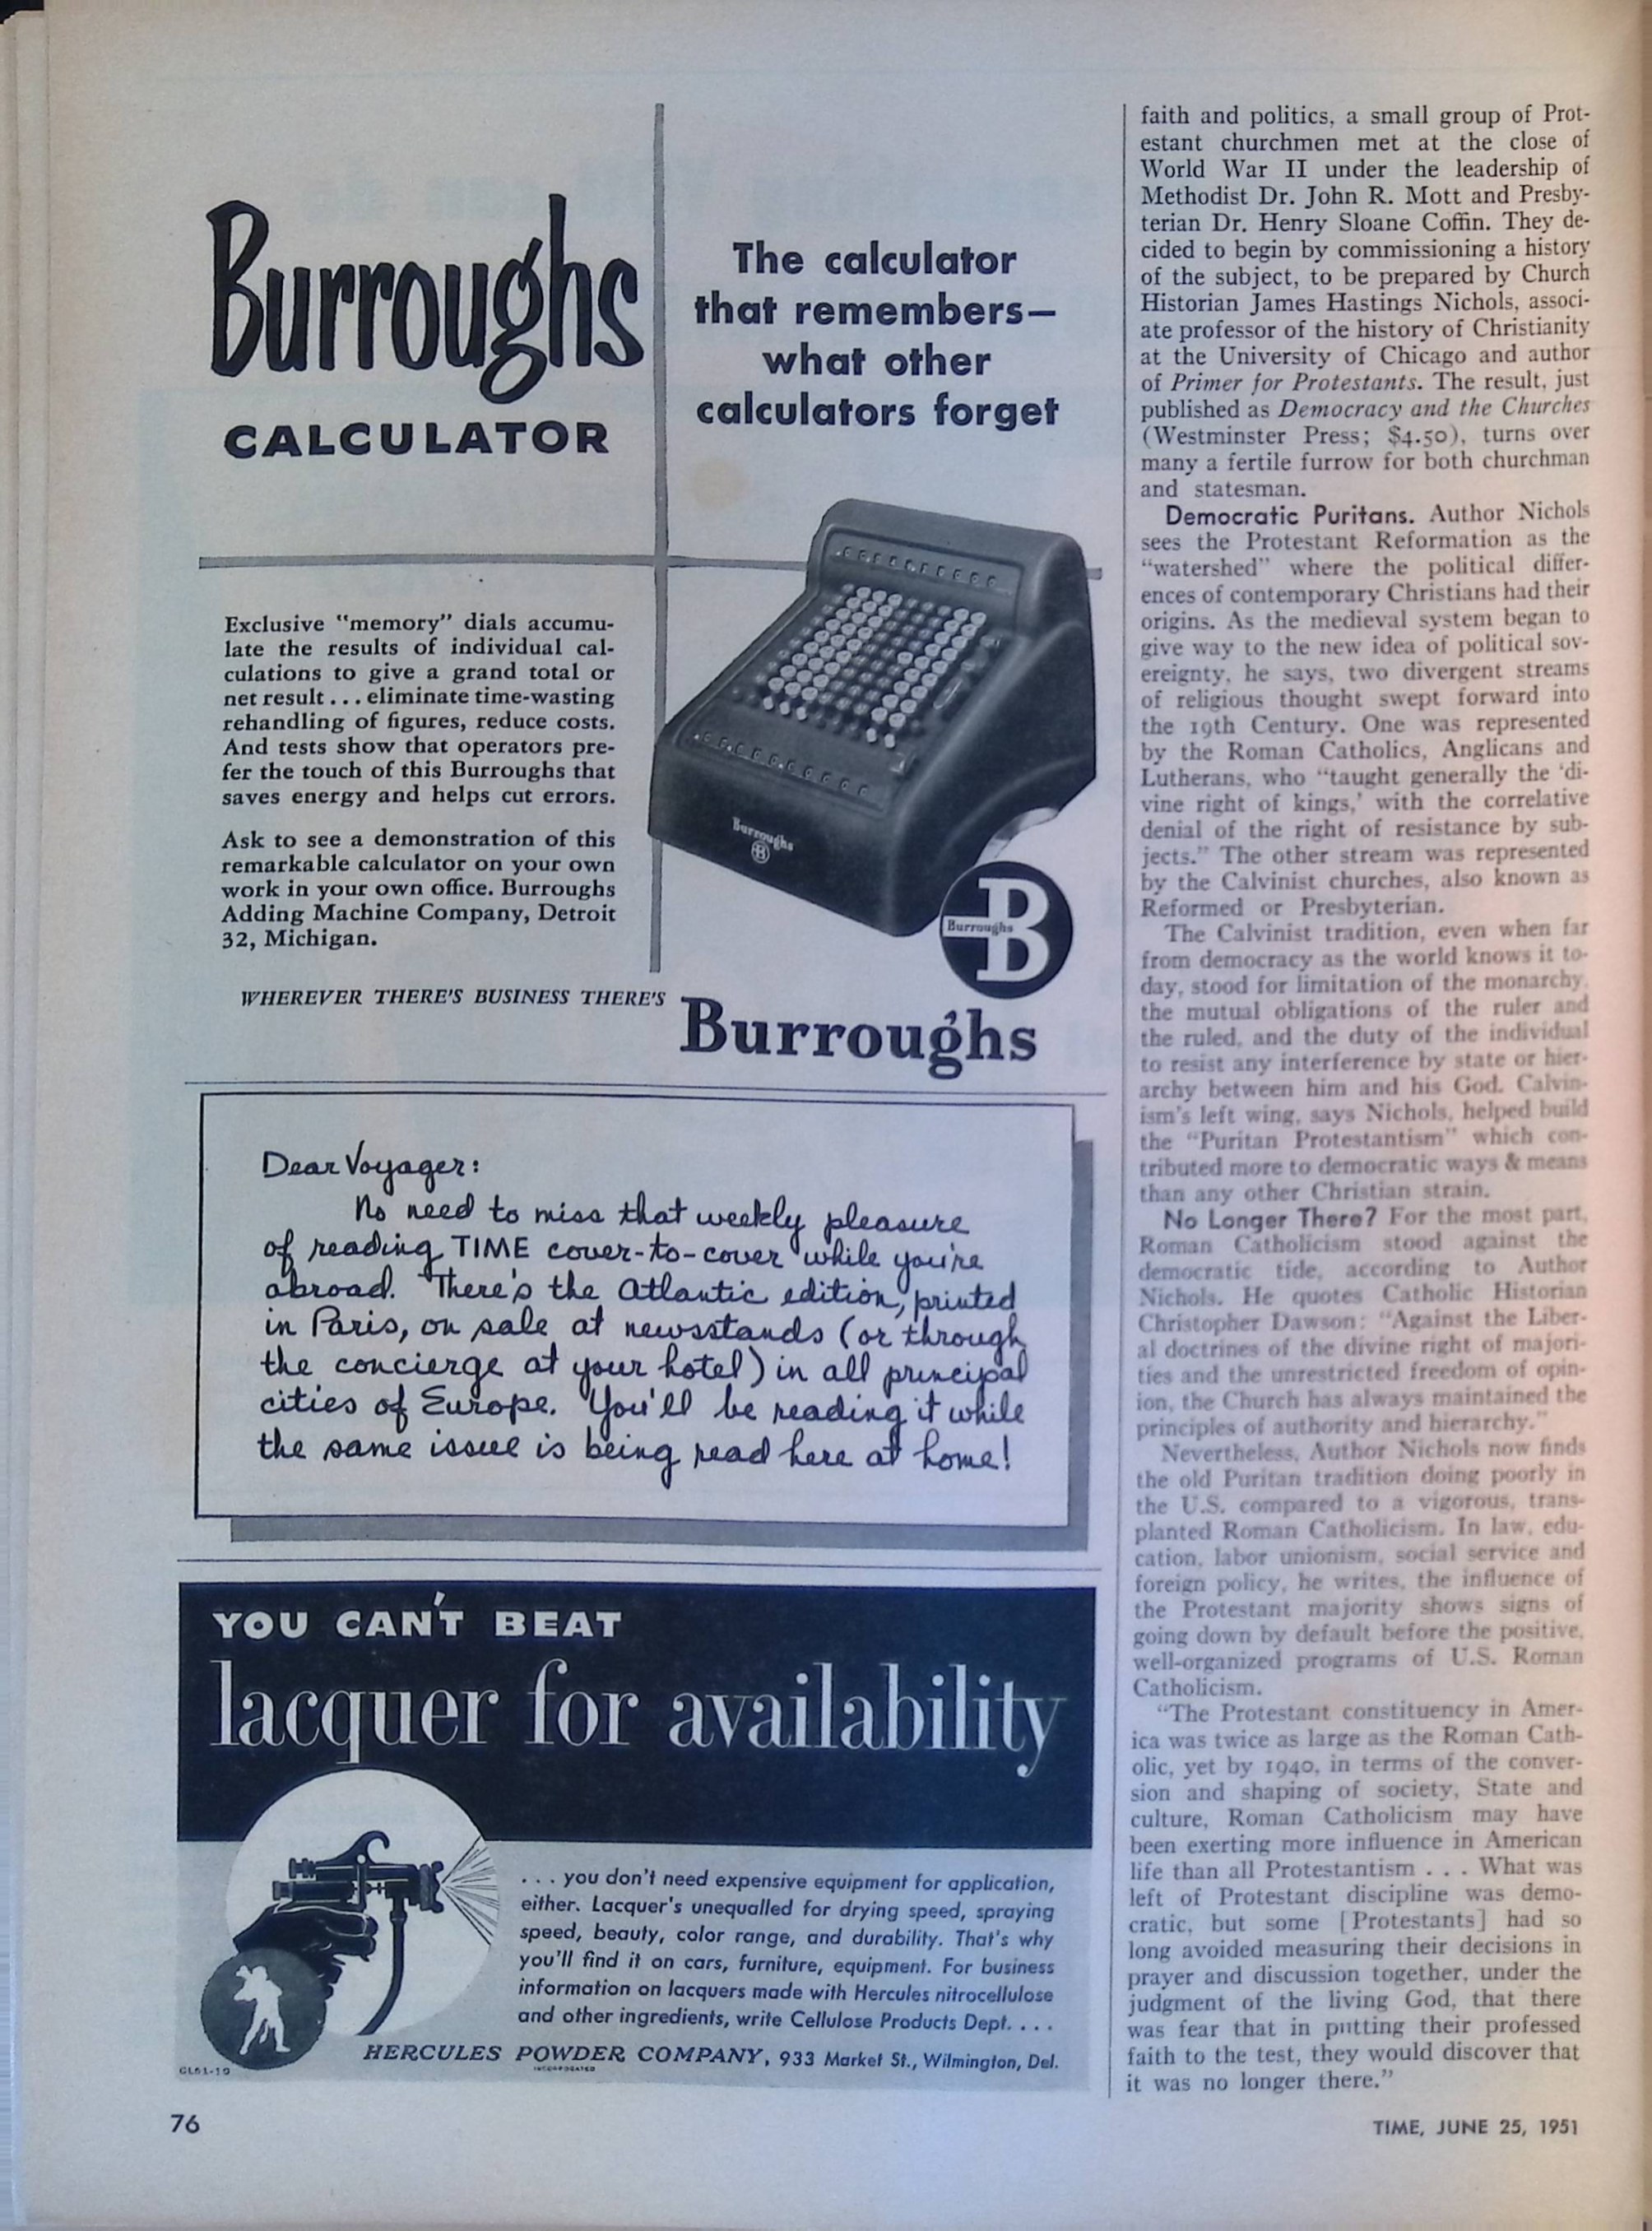 Burroughs
CALCULATOR
The calculator
that remembers—
what other
calculators forget
Exclusive "memory" dials accumu-
late the results of individual cal-
culations to give a grand total or
net result . . . eliminate time-wasting
rehandling of figures, reduce costs.
And tests show that operators pre-
fer the touch of this Burroughs that
saves energy and helps cut errors.
Ask to see a demonstration of this
remarkable calculator on your own
work in your own office. Burroughs
Adding Machine Company, Detroit
32, Michigan.
Burroughs
B
B
Burroughs
WHEREVER THERE'S BUSINESS THERE'S
Burroughs
Dear Voyager:
No need to miss that weekly pleasure
of reading TIME cover-to-cover while you're
abroad. There's the Atlantic edition, printed
in Paris, on sale at newsstands (or through
the concierge at your hotel) in all principal
cities of Europe. You'll be reading it while
the same issue is being read here at home!
YOU CAN'T BEAT
lacquer for availability
. . . you don't need expensive equipment for application,
either. Lacquer's unequalled for drying speed, spraying
speed, beauty, color range, and durability. That's why
you'll find it on cars, furniture, equipment. For business
information on lacquers made with Hercules nitrocellulose
and other ingredients, write Cellulose Products Dept. . . .
HERCULES POWDER COMPANY, 933 Market St., Wilmington, Del.
INCORPORATED
CL51-10
faith and politics, a small group of Prot-
estant churchmen met at the close of
World War II under the leadership of
Methodist Dr. John R. Mott and Presby-
terian Dr. Henry Sloane Coffin. They de-
cided to begin by commissioning a history
of the subject, to be prepared by Church
Historian James Hastings Nichols, associ-
ate professor of the history of Christianity
at the University of Chicago and author
of Primer for Protestants. The result, just
published as Democracy and the Churches
(Westminster Press; $4.50), turns over
many a fertile furrow for both churchman
and statesman.
Democratic Puritans. Author Nichols
sees the Protestant Reformation as the
"watershed" where the political differ-
ences of contemporary Christians had their
origins. As the medieval system began to
give way to the new idea of political sov-
ereignty, he says, two divergent streams
of religious thought swept forward into
the 19th Century. One was represented
by the Roman Catholics, Anglicans and
Lutherans, who "taught generally the 'di-
vine right of kings,' with the correlative
denial of the right of resistance by sub-
jects." The other stream was represented
by the Calvinist churches, also known as
Reformed or Presbyterian.
The Calvinist tradition, even when far
from democracy as the world knows it to-
day, stood for limitation of the monarchy,
the mutual obligations of the ruler and
the ruled, and the duty of the individual
to resist any interference by state or hier-
archy between him and his God. Calvin-
ism's left wing, says Nichols, helped build
the "Puritan Protestantism" which con-
tributed more to democratic ways & means
than any other Christian strain.
No Longer There? For the most part,
Roman Catholicism stood against the
democratic tide, according to Author
Nichols. He quotes Catholic Historian
Christopher Dawson: "Against the Liber-
al doctrines of the divine right of majori-
ties and the unrestricted freedom of opin-
ion, the Church has always maintained the
principles of authority and hierarchy."
Nevertheless, Author Nichols now finds
the old Puritan tradition doing poorly in
the U.S. compared to a vigorous, trans-
planted Roman Catholicism. In law, edu-
cation, labor unionism, social service and
foreign policy, he writes, the influence of
the Protestant majority shows signs of
going down by default before the positive,
well-organized programs of U.S. Roman
Catholicism.
"The Protestant constituency in Amer-
ica was twice as large as the Roman Cath-
olic, yet by 1940, in terms of the conver-
sion and shaping of society, State and
culture, Roman Catholicism may have
been exerting more influence in American
life than all Protestantism . . . What was
left of Protestant discipline was demo-
cratic, but some [Protestants] had so
long avoided measuring their decisions in
prayer and discussion together, under the
judgment of the living God, that there
was fear that in putting their professed
faith to the test, they would discover that
it was no longer there."
76
TIME, JUNE 25, 1951